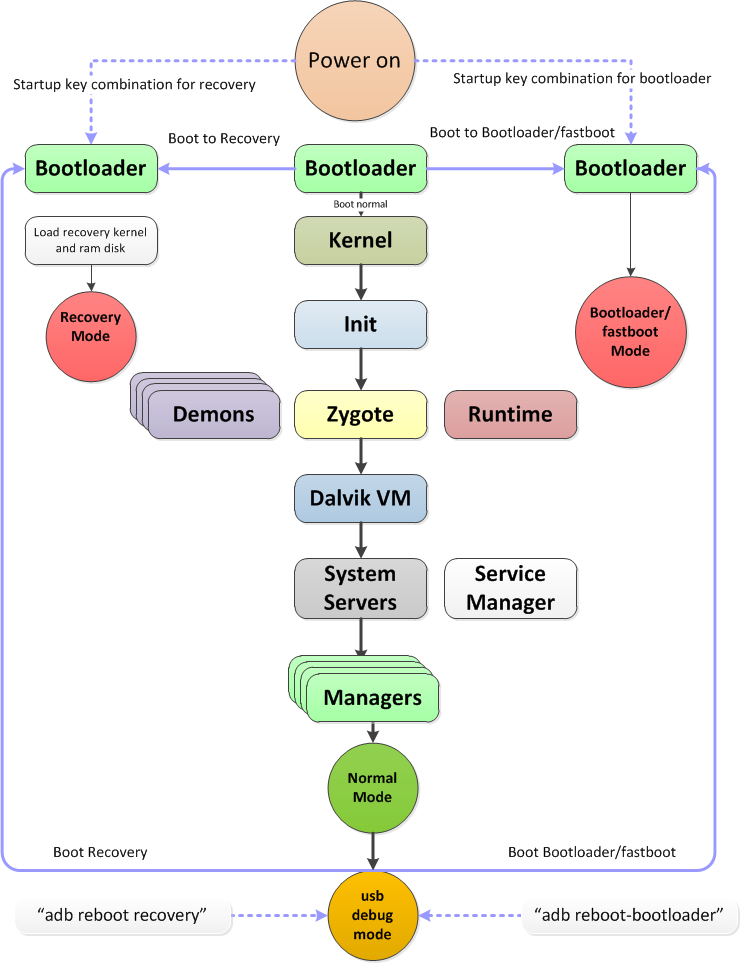 Power on
Startup key combination for recovery
Startup key combination for bootloader
Boot to Recovery
Boot to Bootloader/fastboot
Bootloader
Bootloader
Bootloader
Boot normal
Load recovery kernel
and ram disk
Kernel
Recovery
Mode
Init
Bootloader/
fastboot
Mode
Demons
Zygote
Runtime
Dalvik VM
System
Servers
Service
Manager
Managers
Normal
Mode
Boot Recovery
Boot Bootloader/fastboot
“adb reboot recovery”
usb
debug
mode
“adb reboot-bootloader”